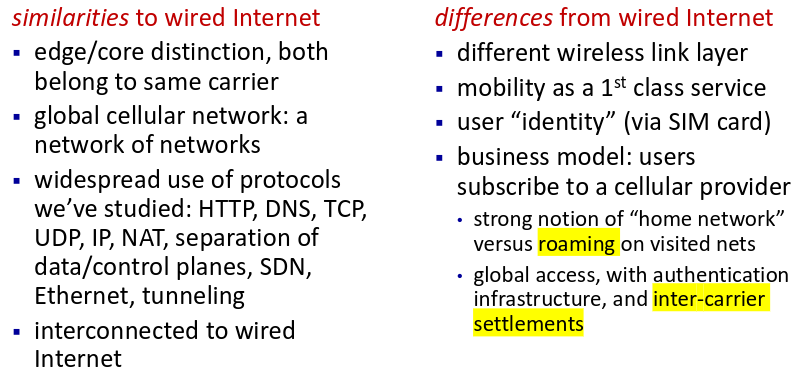 similarities to wired Internet
▪ edge/core distinction, both
belong to same carrier
▪ global cellular network: a
network of networks
▪ widespread use of protocols
we’ve studied: HTTP, DNS, TCP,
UDP, IP, NAT, separation of
data/control planes, SDN,
Ethernet, tunneling
▪ interconnected to wired
Internet
differences from wired Internet
▪ different wireless link layer
▪ mobility as a 1st class service
▪ user “identity” (via SIM card)
▪ business model: users
subscribe to a cellular provider
• strong notion of “home network”
versus roaming on visited nets
• global access, with authentication
infrastructure, and inter-carrier
settlements